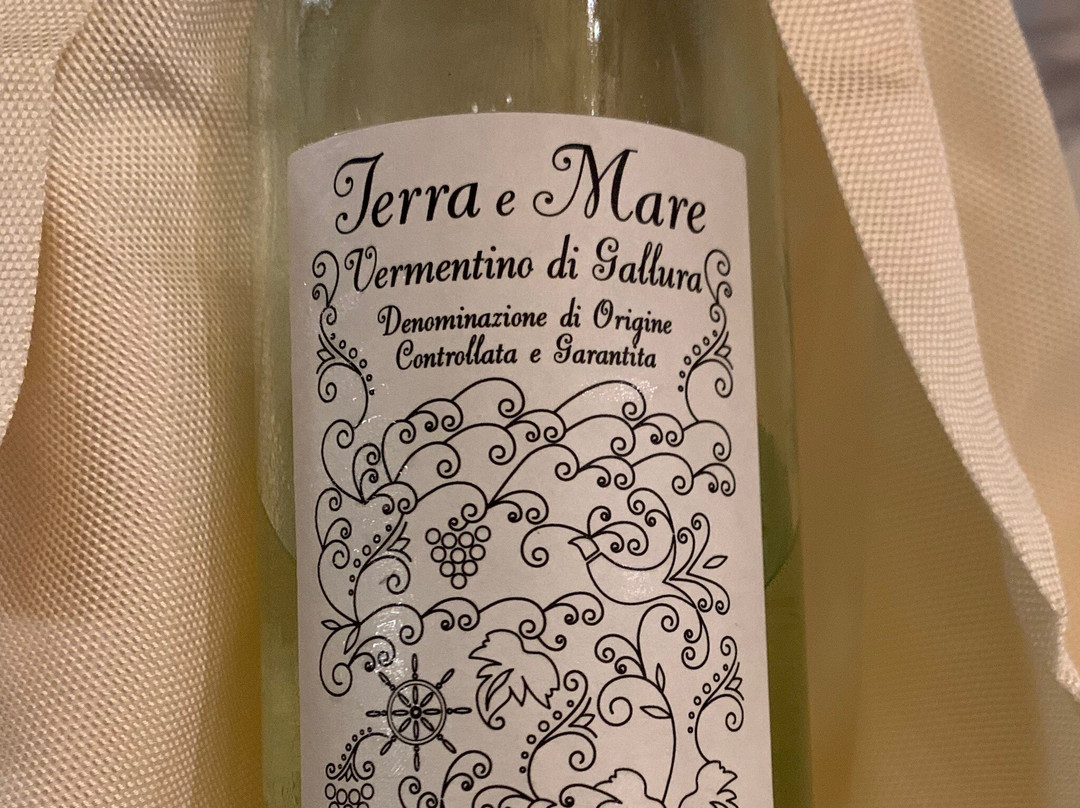 Terra e Mare
Vermentino di Gallura
Denominazione di Origine
Controllata e Garantita